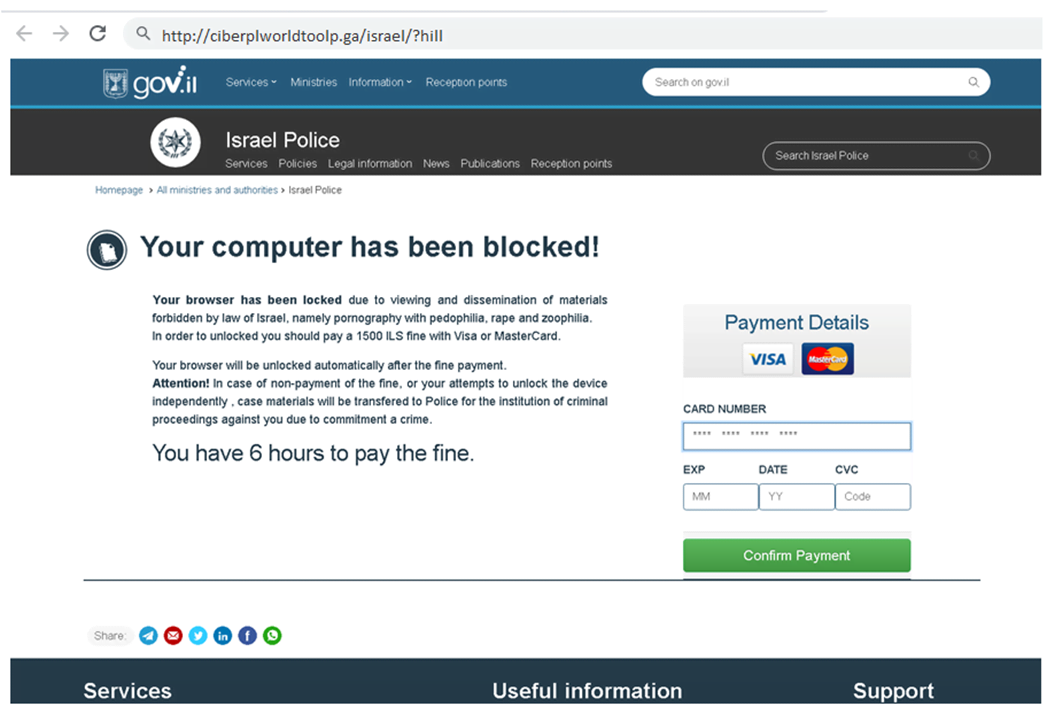 http://ciberplworldtoolp.ga/israel/?hill
gov.il Services Ministries Information Reception points Search on gov.il
Israel Police
Services Policies Legal information News Publications Reception points Search Israel Police
Homepage > All ministries and authorities > Israel Police
Your computer has been blocked!
Your browser has been locked due to viewing and dissemination of materials
forbidden by law of Israel, namely pornography with pedophilia, rape and zoophilia.
In order to unlocked you should pay a 1500 ILS fine with Visa or MasterCard.
Your browser will be unlocked automatically after the fine payment.
Attention! In case of non-payment of the fine, or your attempts to unlock the device
independently , case materials will be transfered to Police for the institution of criminal
proceedings against you due to commitment a crime.
You have 6 hours to pay the fine.
Payment Details
VISA MasterCard
CARD NUMBER
**** **** **** ****
EXP DATE CVC
MM YY Code
Confirm Payment
Share:
Services Useful information Support